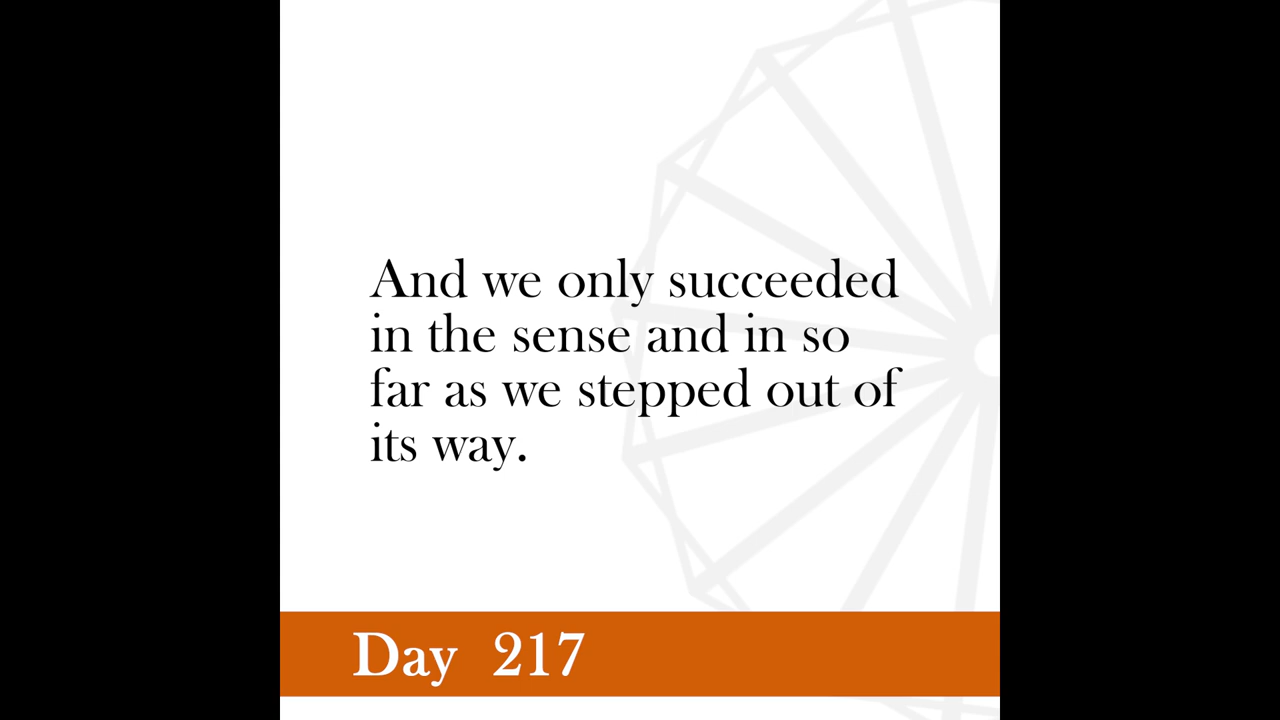 And we only succeeded
in the sense and in so
far as we stepped out of
its way.
Day 217